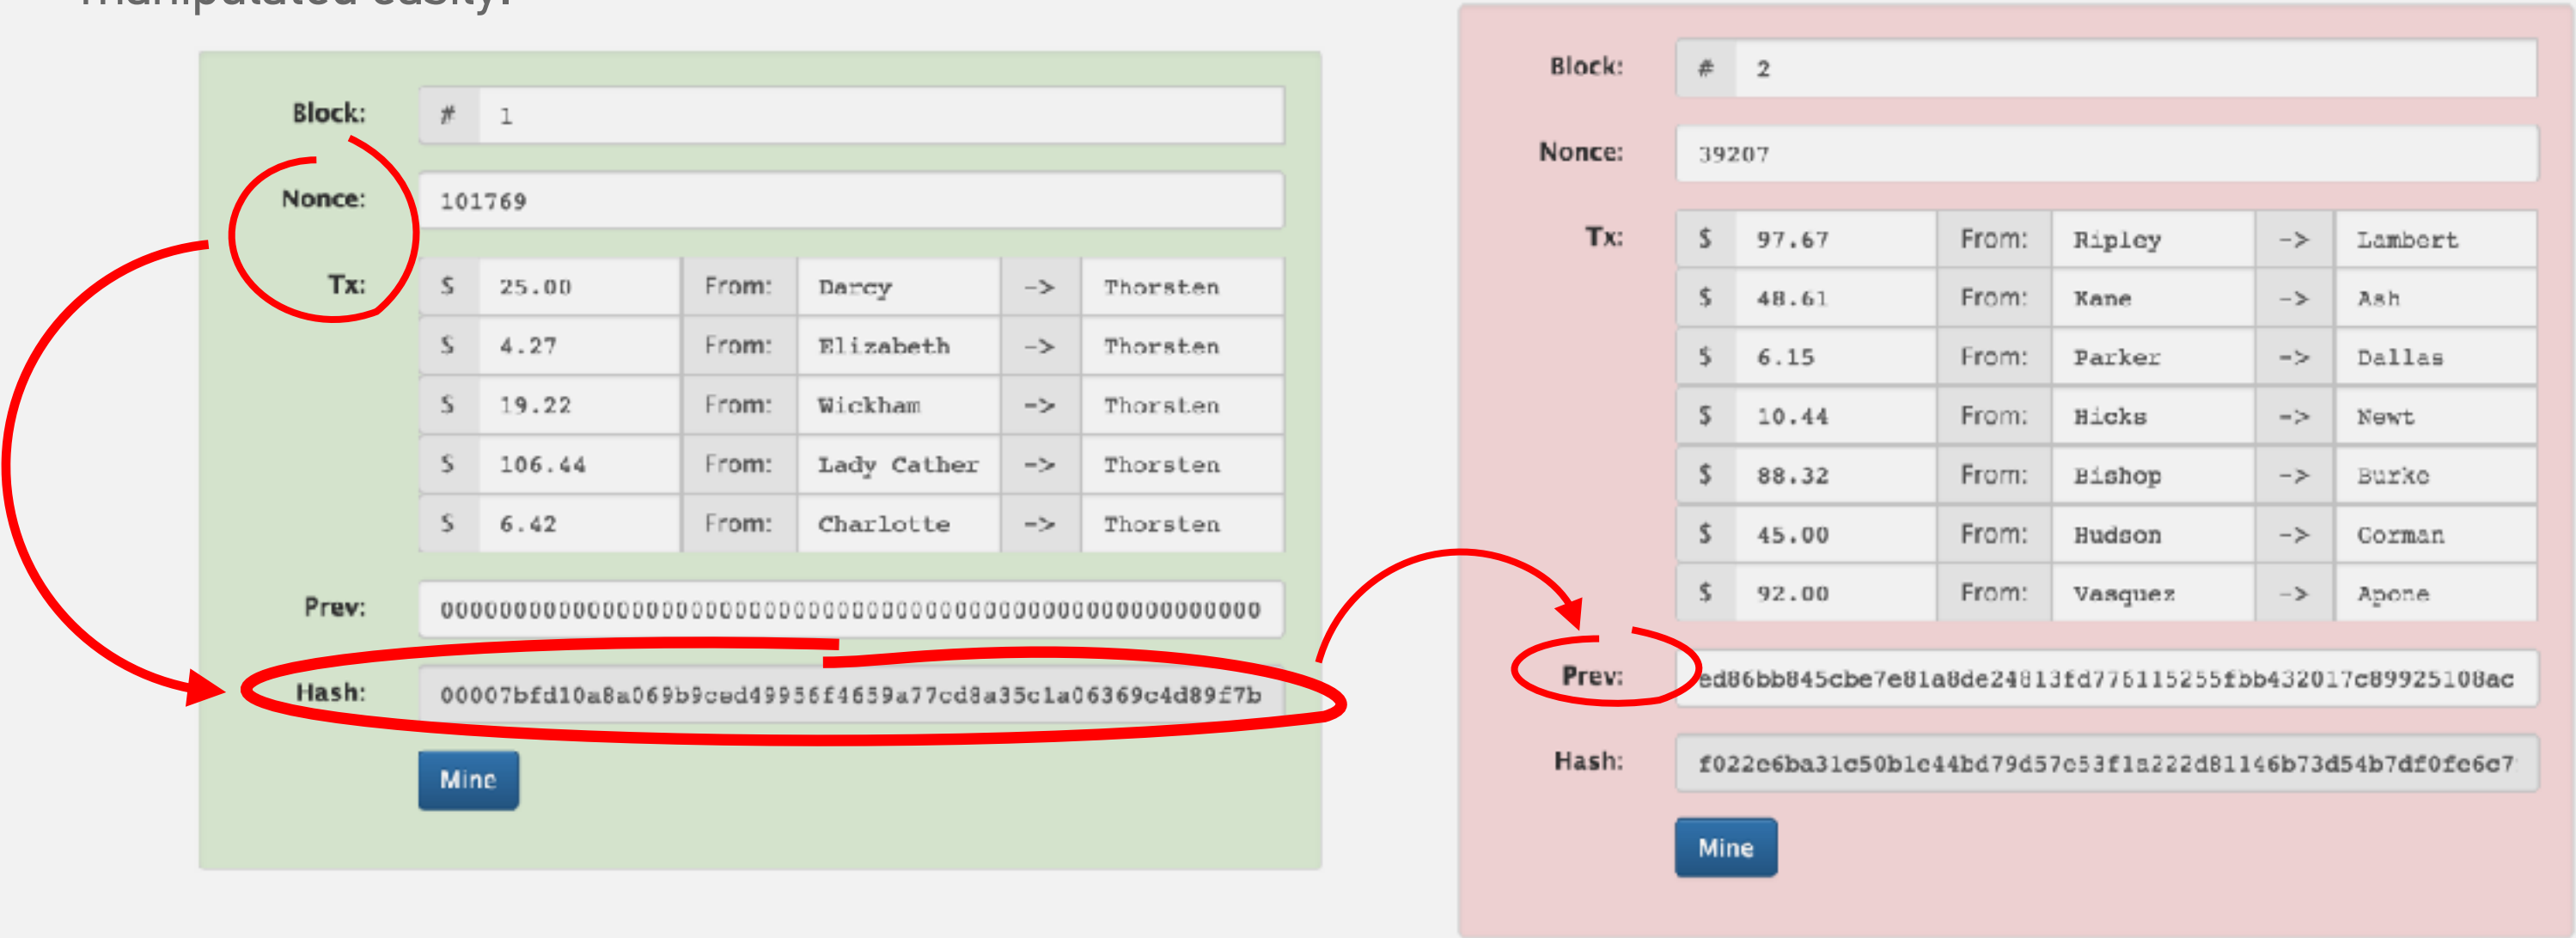 manipulated easily.
Block: # 1
Nonce: 101769
Tx: $ 25.00 From: Darcy -> Thorsten
$ 4.27 From: Elizabeth -> Thorsten
$ 19.22 From: Wickham -> Thorsten
$ 106.44 From: Lady Cather -> Thorsten
$ 6.42 From: Charlotte -> Thorsten
Prev: 00000000000000000000000000000000000000000000000000000000
Hash: 00007bfd10a8a069b9ced49956f4659a77cd8a35c1a06369c4d89f7b
Mine
Block: # 2
Nonce: 39207
Tx: $ 97.67 From: Ripley -> Lambert
$ 48.61 From: Kane -> Ash
$ 6.15 From: Parker -> Dallas
$ 10.44 From: Hicks -> Newt
$ 88.32 From: Bishop -> Burke
$ 45.00 From: Hudson -> Gorman
$ 92.00 From: Vasquez -> Apone
Prev: ed86bb845cbe7e81a8de24813fd776115255fbb432017c89925108ac
Hash:
Mine